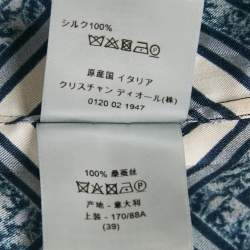 シルク100%
原産国 イタリア
クリスチャン ディオール(株)
0120 02 1947
100% 桑蚕丝
产地 - 意大利
上装 - 170/88A
(39)